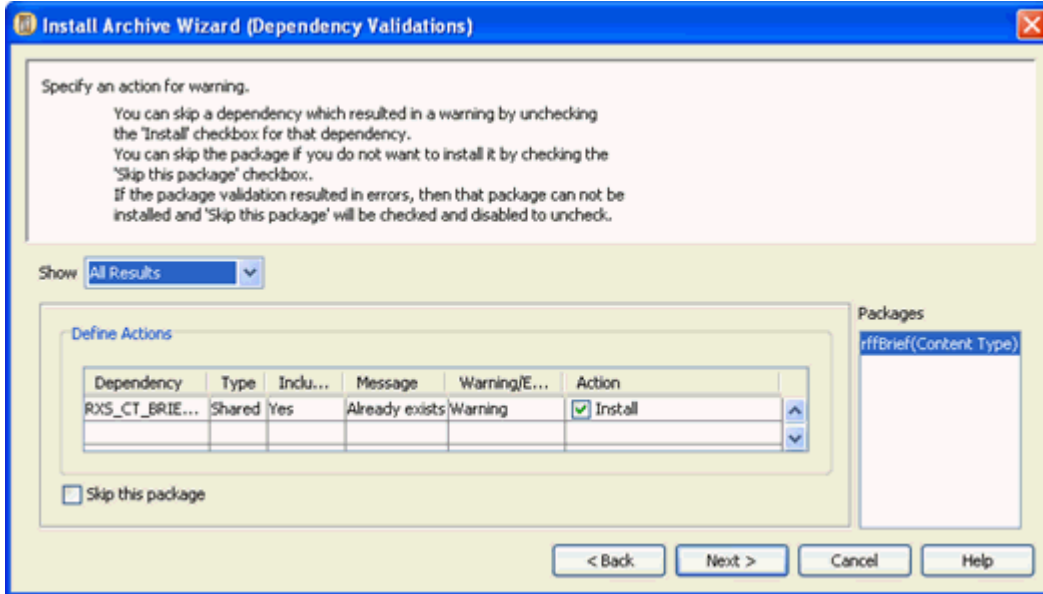 Install Archive Wizard (Dependency Validations)
Specify an action for warning.
You can skip a dependency which resulted in a warning by unchecking
the 'Install' checkbox for that dependency.
You can skip the package if you do not want to install it by checking the
'Skip this package' checkbox.
If the package validation resulted in errors, then that package can not be
installed and 'Skip this package' will be checked and disabled to uncheck.
Show All Results
Packages
Define Actions
rffBrief(Content Type)
Dependency Type Inclu... Message Warning/E... Action
RXS_CT_BRIE... Shared Yes Already exists Warning Install
Skip this package
< Back Next > Cancel Help